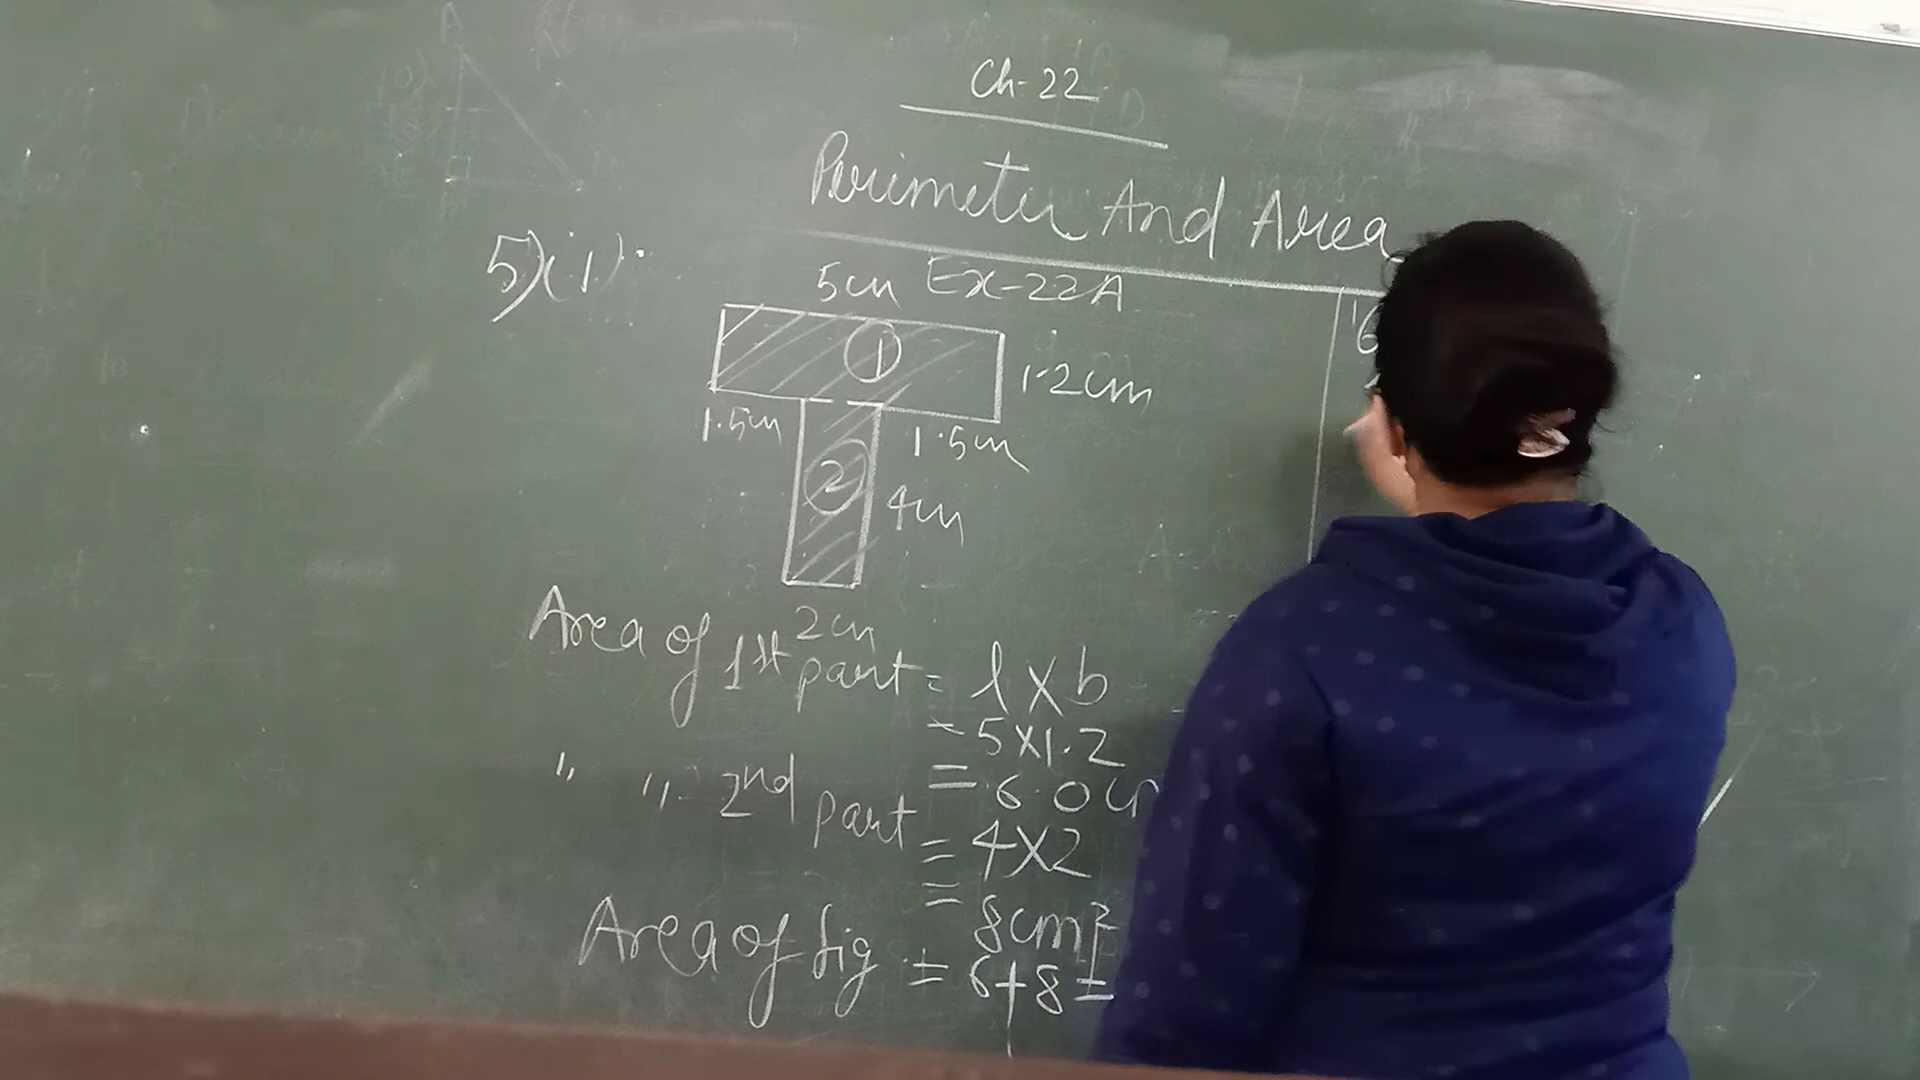 Ch-22
Perimeter And Area
5)(i)
5cm Ex-22A
1
1.2cm
1.5cm
1.5cm
2
4cm
2cm
Area of 1st part = l x b
= 5x1.2
= 6.0
" " 2nd part = 4x2
= 8cm²
Area of fig = 6+8 =